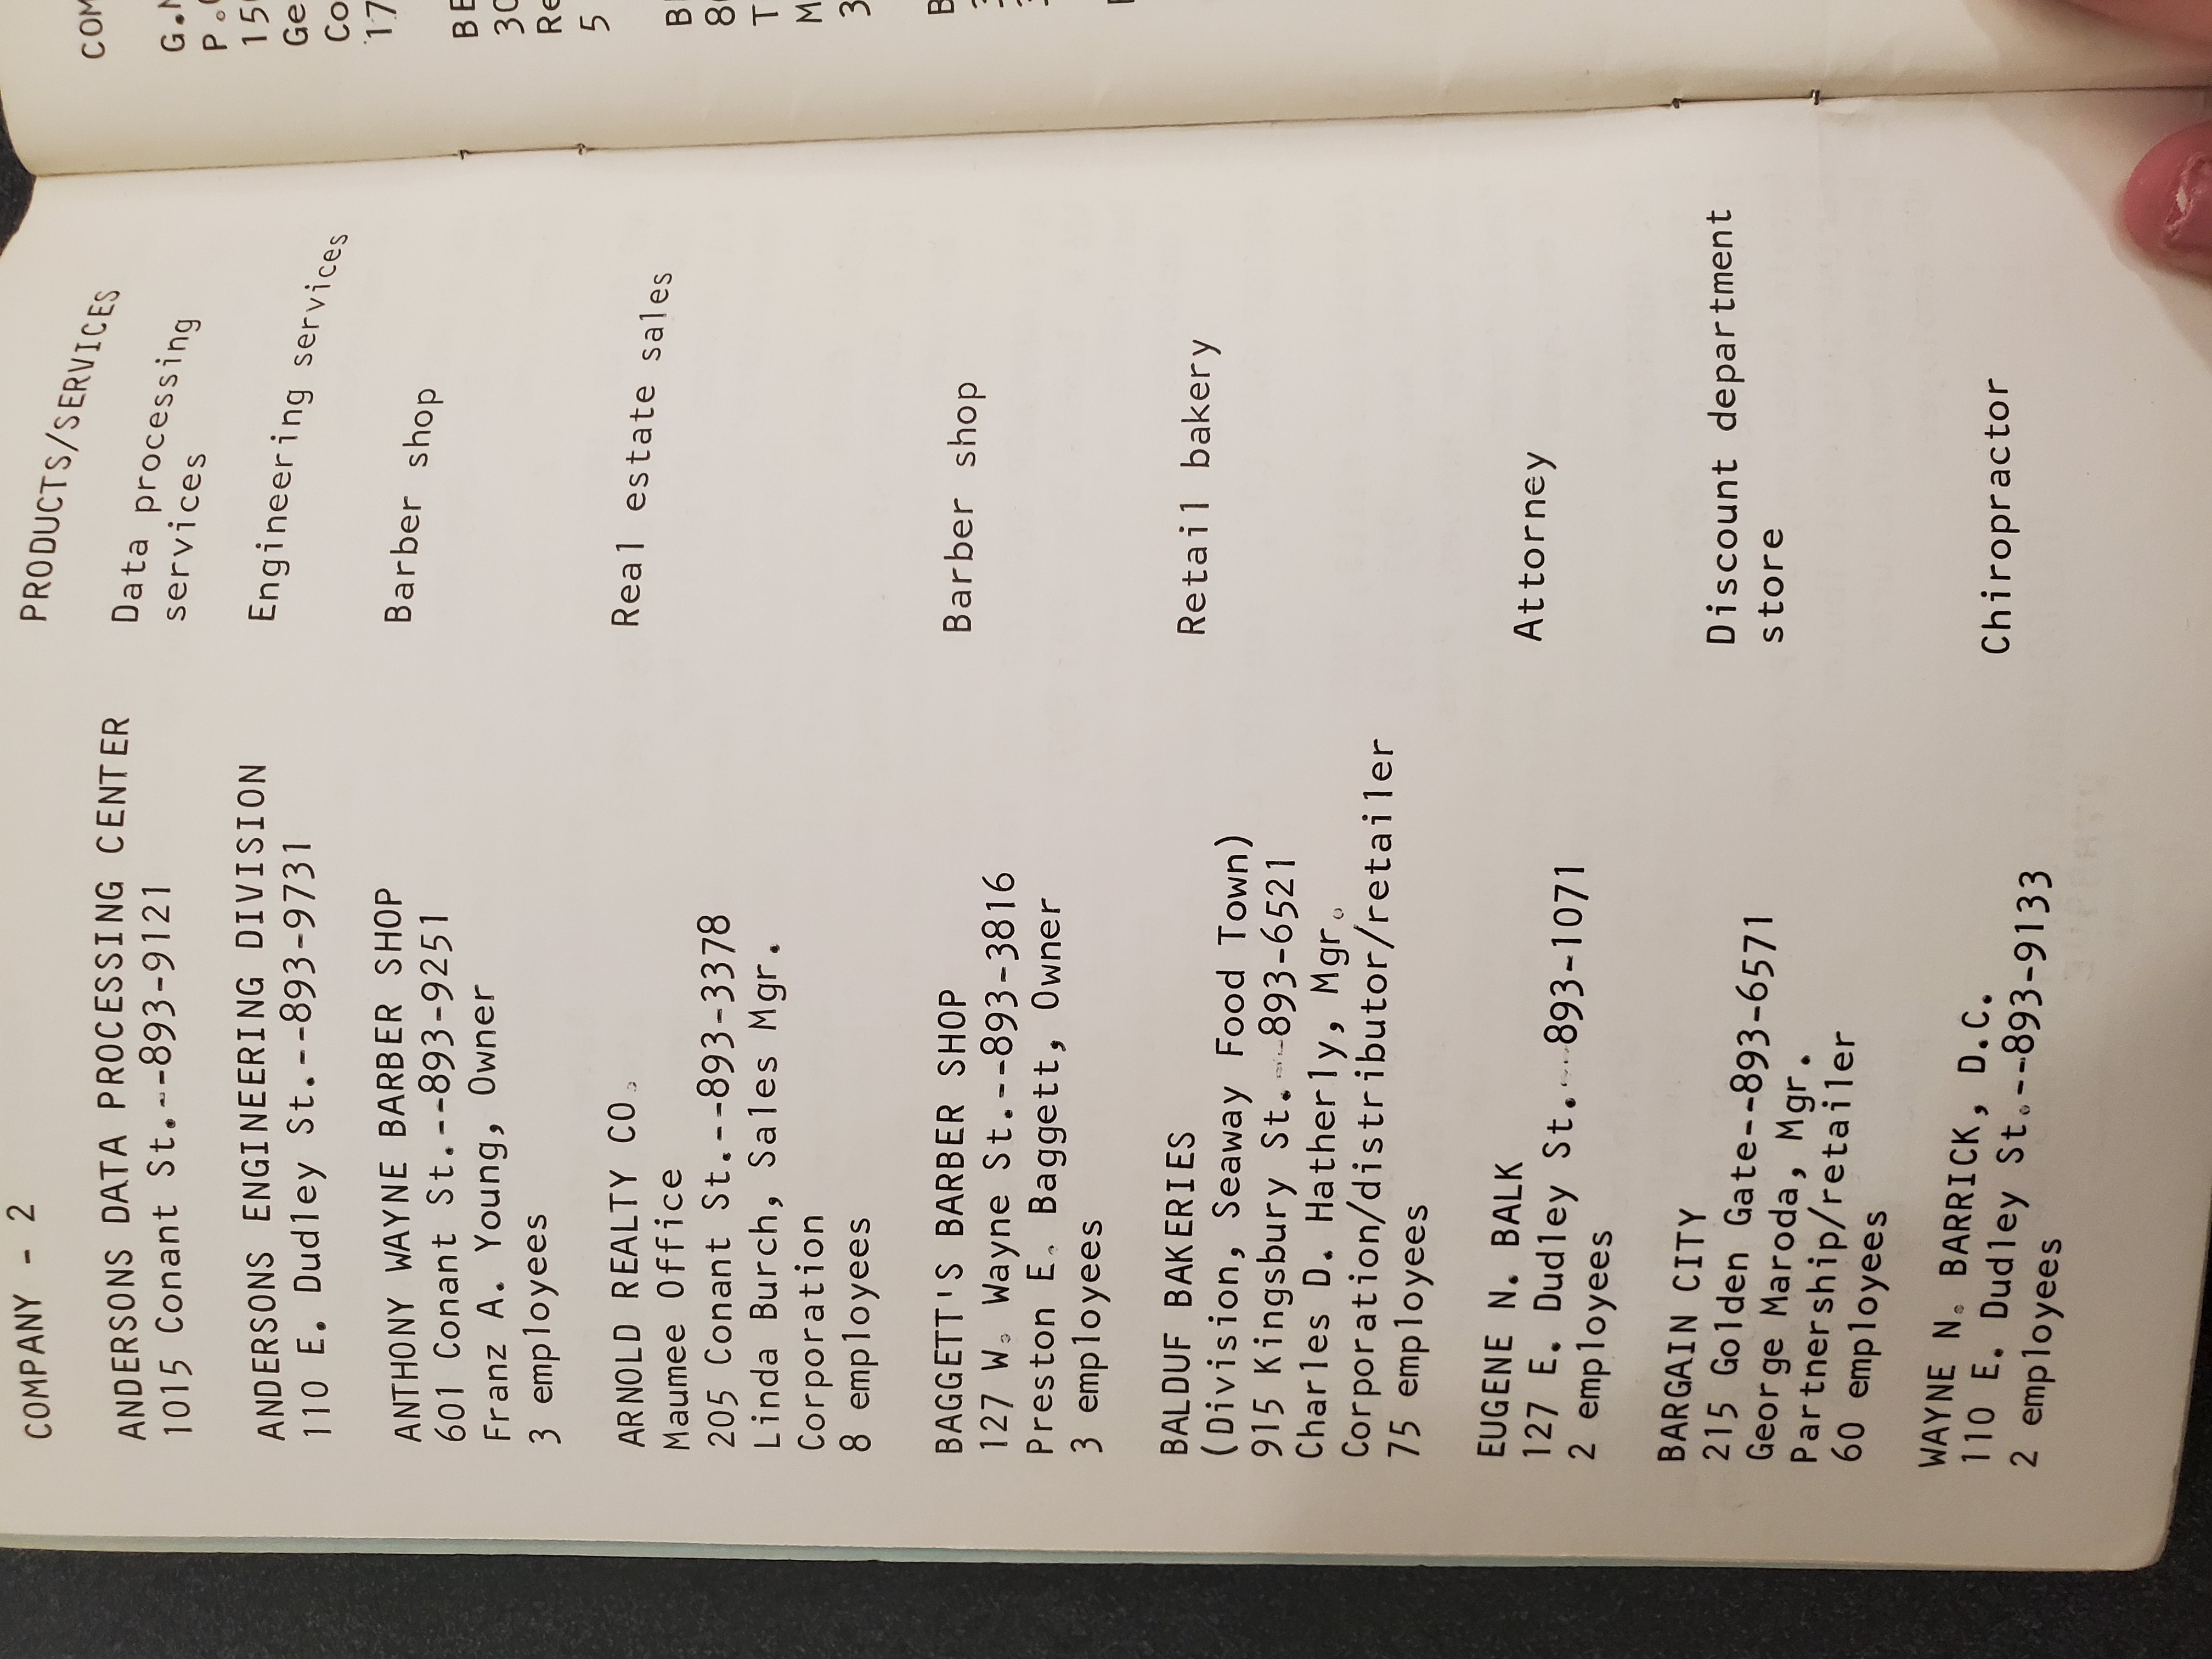 COMPANY - 2 PRODUCTS/SERVICES
ANDERSONS DATA PROCESSING CENTER Data processing
1015 Conant St.--893-9121 services
ANDERSONS ENGINEERING DIVISION Engineering services
110 E. Dudley St.--893-9731
ANTHONY WAYNE BARBER SHOP Barber shop
601 Conant St.--893-9251
Franz A. Young, Owner
3 employees
ARNOLD REALTY CO. Real estate sales
Maumee Office
205 Conant St.--893-3378
Linda Burch, Sales Mgr.
Corporation
8 employees
BAGGETT'S BARBER SHOP Barber shop
127 W. Wayne St.--893-3816
Preston E. Baggett, Owner
3 employees
BALDUF BAKERIES Retail bakery
(Division, Seaway Food Town)
915 Kingsbury St.--893-6521
Charles D. Hatherly, Mgr.
Corporation/distributor/retailer
75 employees
EUGENE N. BALK Attorney
127 E. Dudley St.--893-1071
2 employees
BARGAIN CITY Discount department
215 Golden Gate--893-6571 store
George Maroda, Mgr.
Partnership/retailer
60 employees
WAYNE N. BARRICK, D.C. Chiropractor
110 E. Dudley St.--893-9133
2 employees